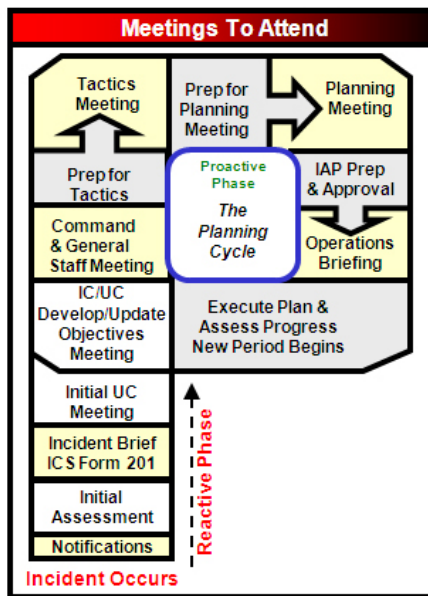 Meetings To Attend
Tactics
Meeting
Prep for
Planning
Meeting
Planning
Meeting
Prep for
Tactics
Proactive
Phase
The
Planning
Cycle
IAP Prep
& Approval
Command
& General
Staff Meeting
Operations
Briefing
IC/UC
Develop/Update
Objectives
Meeting
Execute Plan &
Assess Progress
New Period Begins
Initial UC
Meeting
Incident Brief
ICS Form 201
Initial
Assessment
Notifications
Reactive Phase
Incident Occurs